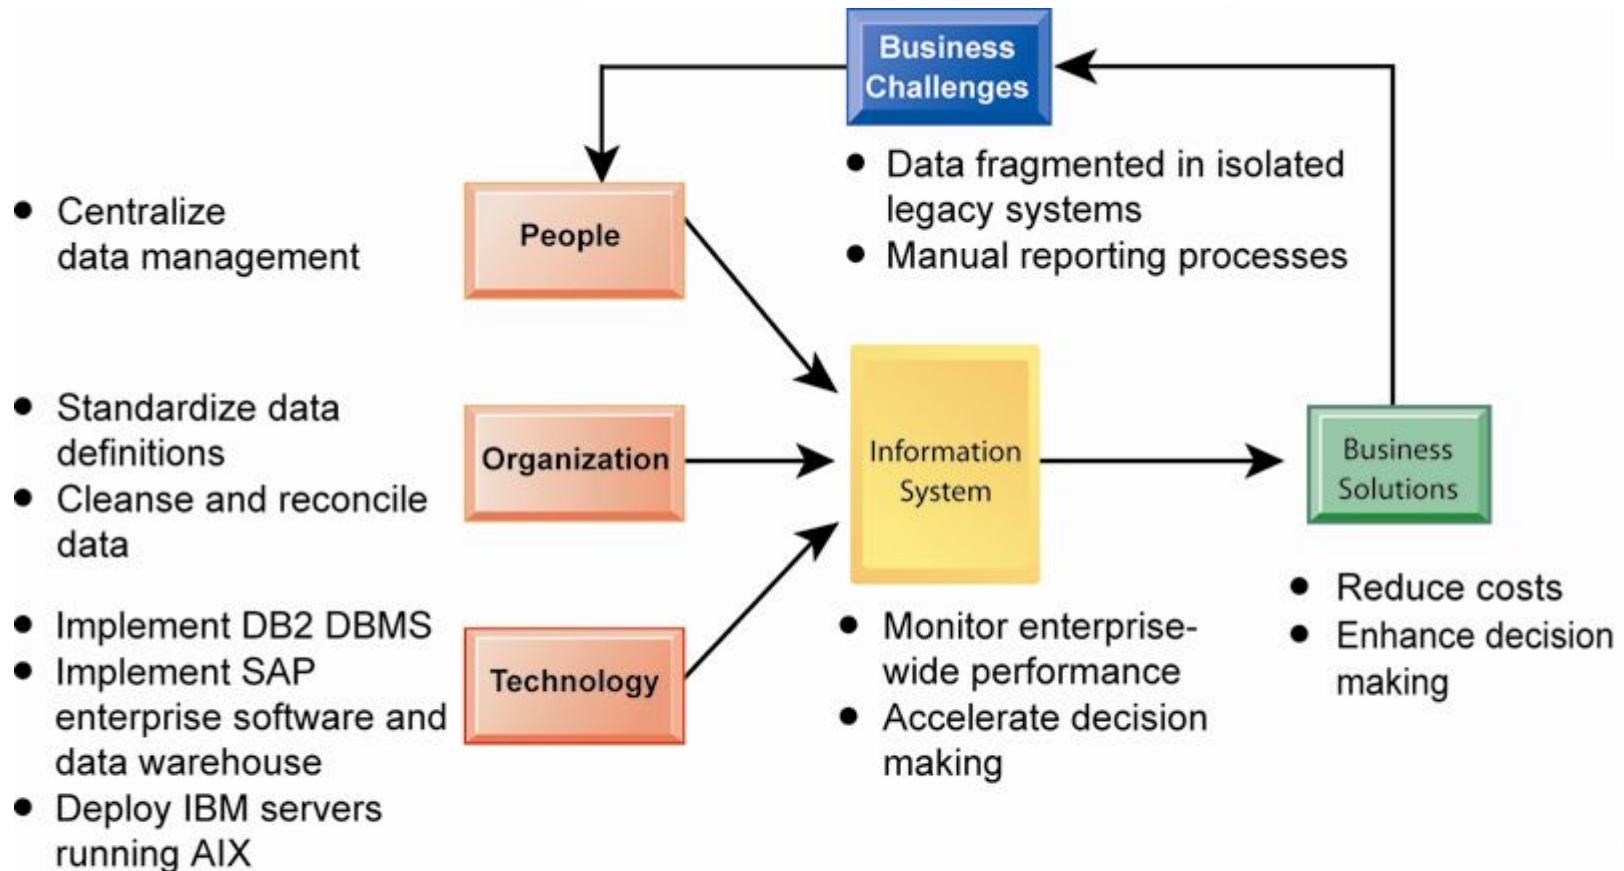 Business
Challenges
• Data fragmented in isolated
legacy systems
• Manual reporting processes
• Centralize
data management
People
• Standardize data
definitions
• Cleanse and reconcile
data
Organization
Information
System
Business
Solutions
• Implement DB2 DBMS
• Implement SAP
enterprise software and
data warehouse
• Deploy IBM servers
running AIX
Technology
• Monitor enterprise-
wide performance
• Accelerate decision
making
• Reduce costs
• Enhance decision
making